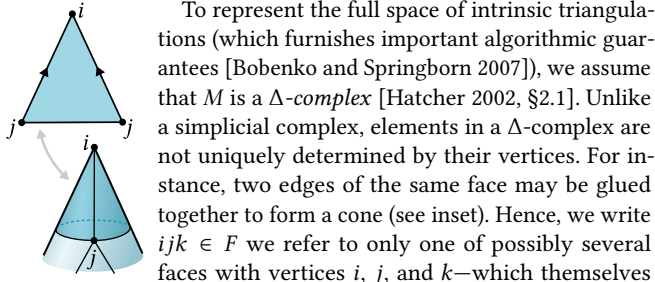 i
j
j
i
j
To represent the full space of intrinsic triangula-
tions (which furnishes important algorithmic guar-
antees [Bobenko and Springborn 2007]), we assume
that M is a Δ-complex [Hatcher 2002, §2.1]. Unlike
a simplicial complex, elements in a Δ-complex are
not uniquely determined by their vertices. For in-
stance, two edges of the same face may be glued
together to form a cone (see inset). Hence, we write
ijk ∈ F we refer to only one of possibly several
faces with vertices i, j, and k—which themselves